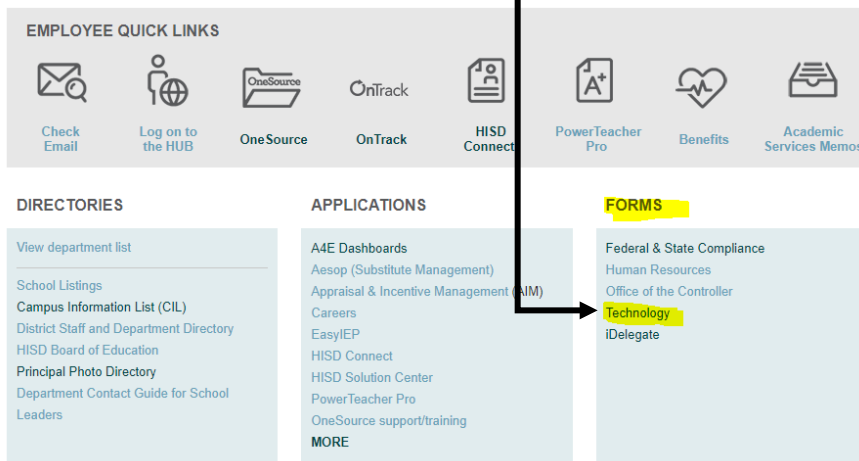 EMPLOYEE QUICK LINKS
OneSource
OnTrack
A+
Check
Email
Log on to
the HUB
OneSource
OnTrack
HISD
Connect
PowerTeacher
Pro
Benefits
Academic
Services Memos
DIRECTORIES
View department list
School Listings
Campus Information List (CIL)
District Staff and Department Directory
HISD Board of Education
Principal Photo Directory
Department Contact Guide for School
Leaders
APPLICATIONS
A4E Dashboards
Aesop (Substitute Management)
Appraisal & Incentive Management (AIM)
Careers
EasyIEP
HISD Connect
HISD Solution Center
PowerTeacher Pro
OneSource support/training
MORE
FORMS
Federal & State Compliance
Human Resources
Office of the Controller
Technology
iDelegate